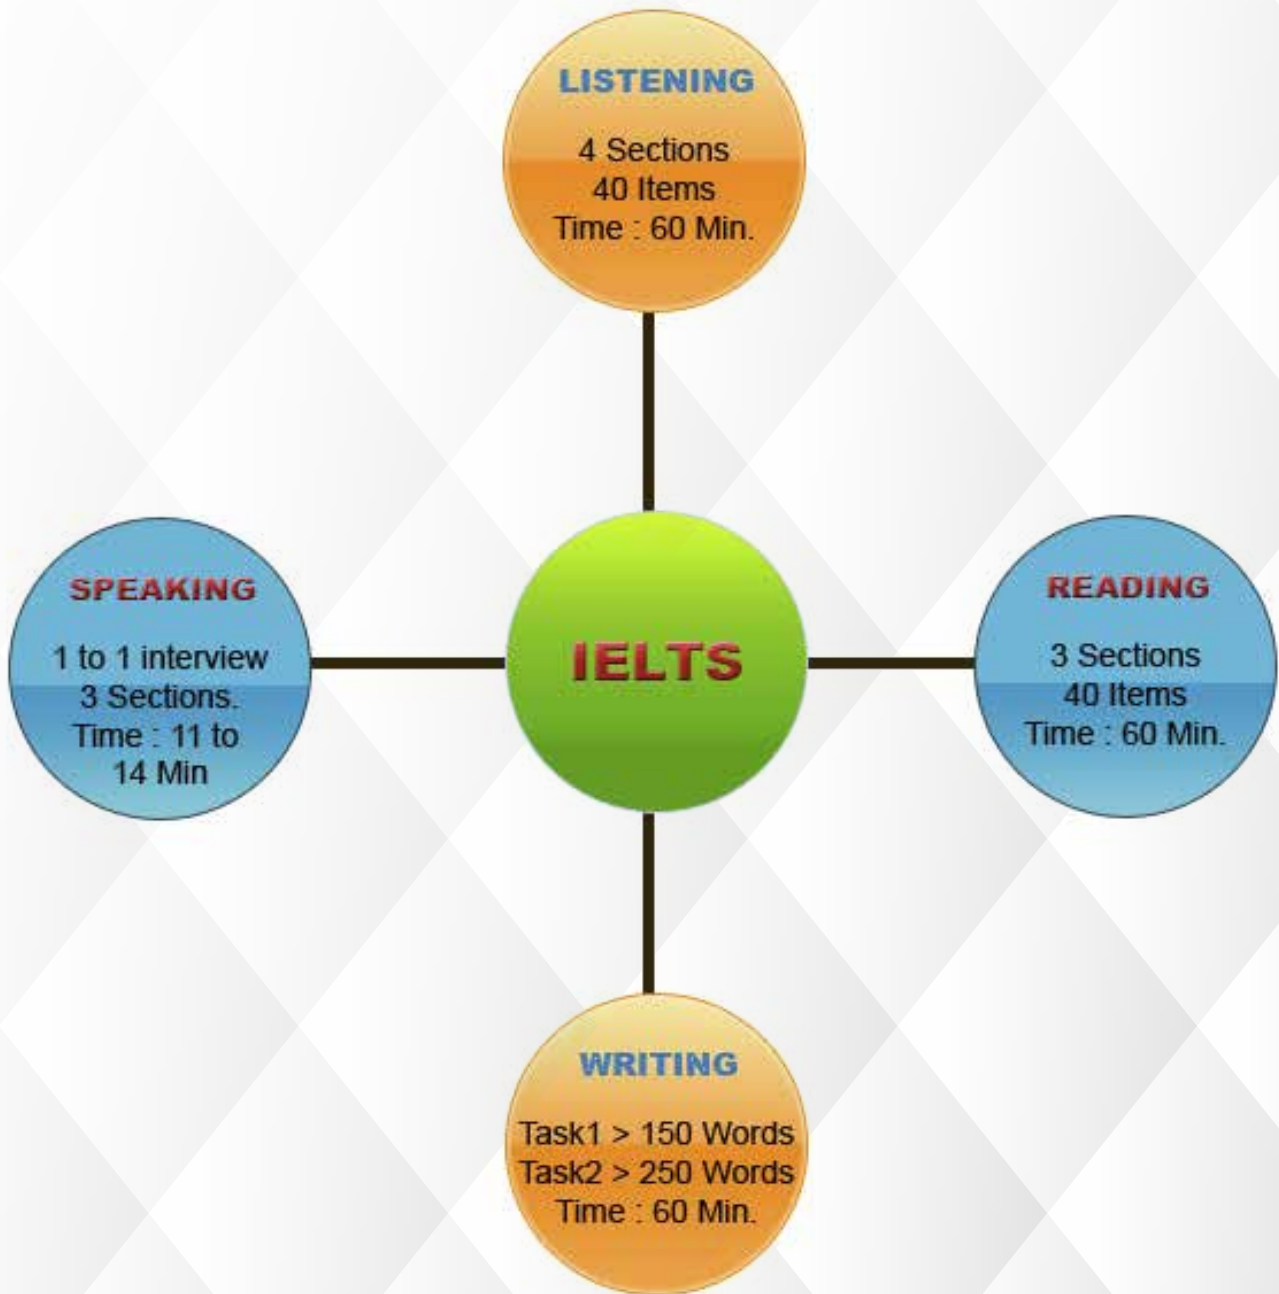 LISTENING
4 Sections
40 Items
Time : 60 Min.
SPEAKING
1 to 1 interview
3 Sections.
Time : 11 to
14 Min
IELTS
READING
3 Sections
40 Items
Time : 60 Min.
WRITING
Task1 > 150 Words
Task2 > 250 Words
Time : 60 Min.